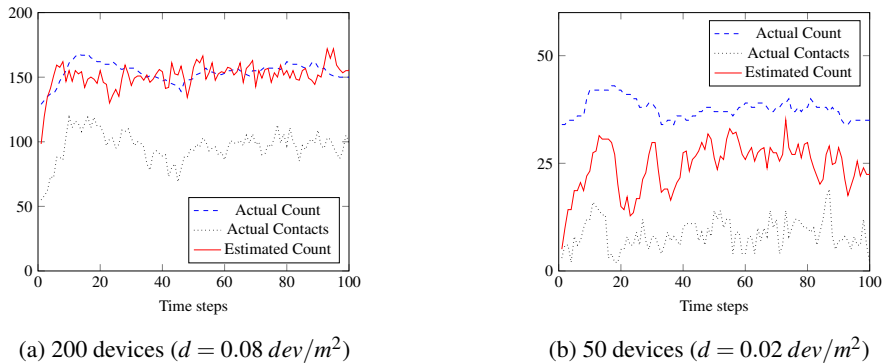 200
150
100
50
0
0 20 40 60 80 100
Actual Count
Actual Contacts
Estimated Count
Time steps
(a) 200 devices (d = 0.08 dev/m²)
50
25
0
0 20 40 60 80 100
Actual Count
Actual Contacts
Estimated Count
Time steps
(b) 50 devices (d = 0.02 dev/m²)